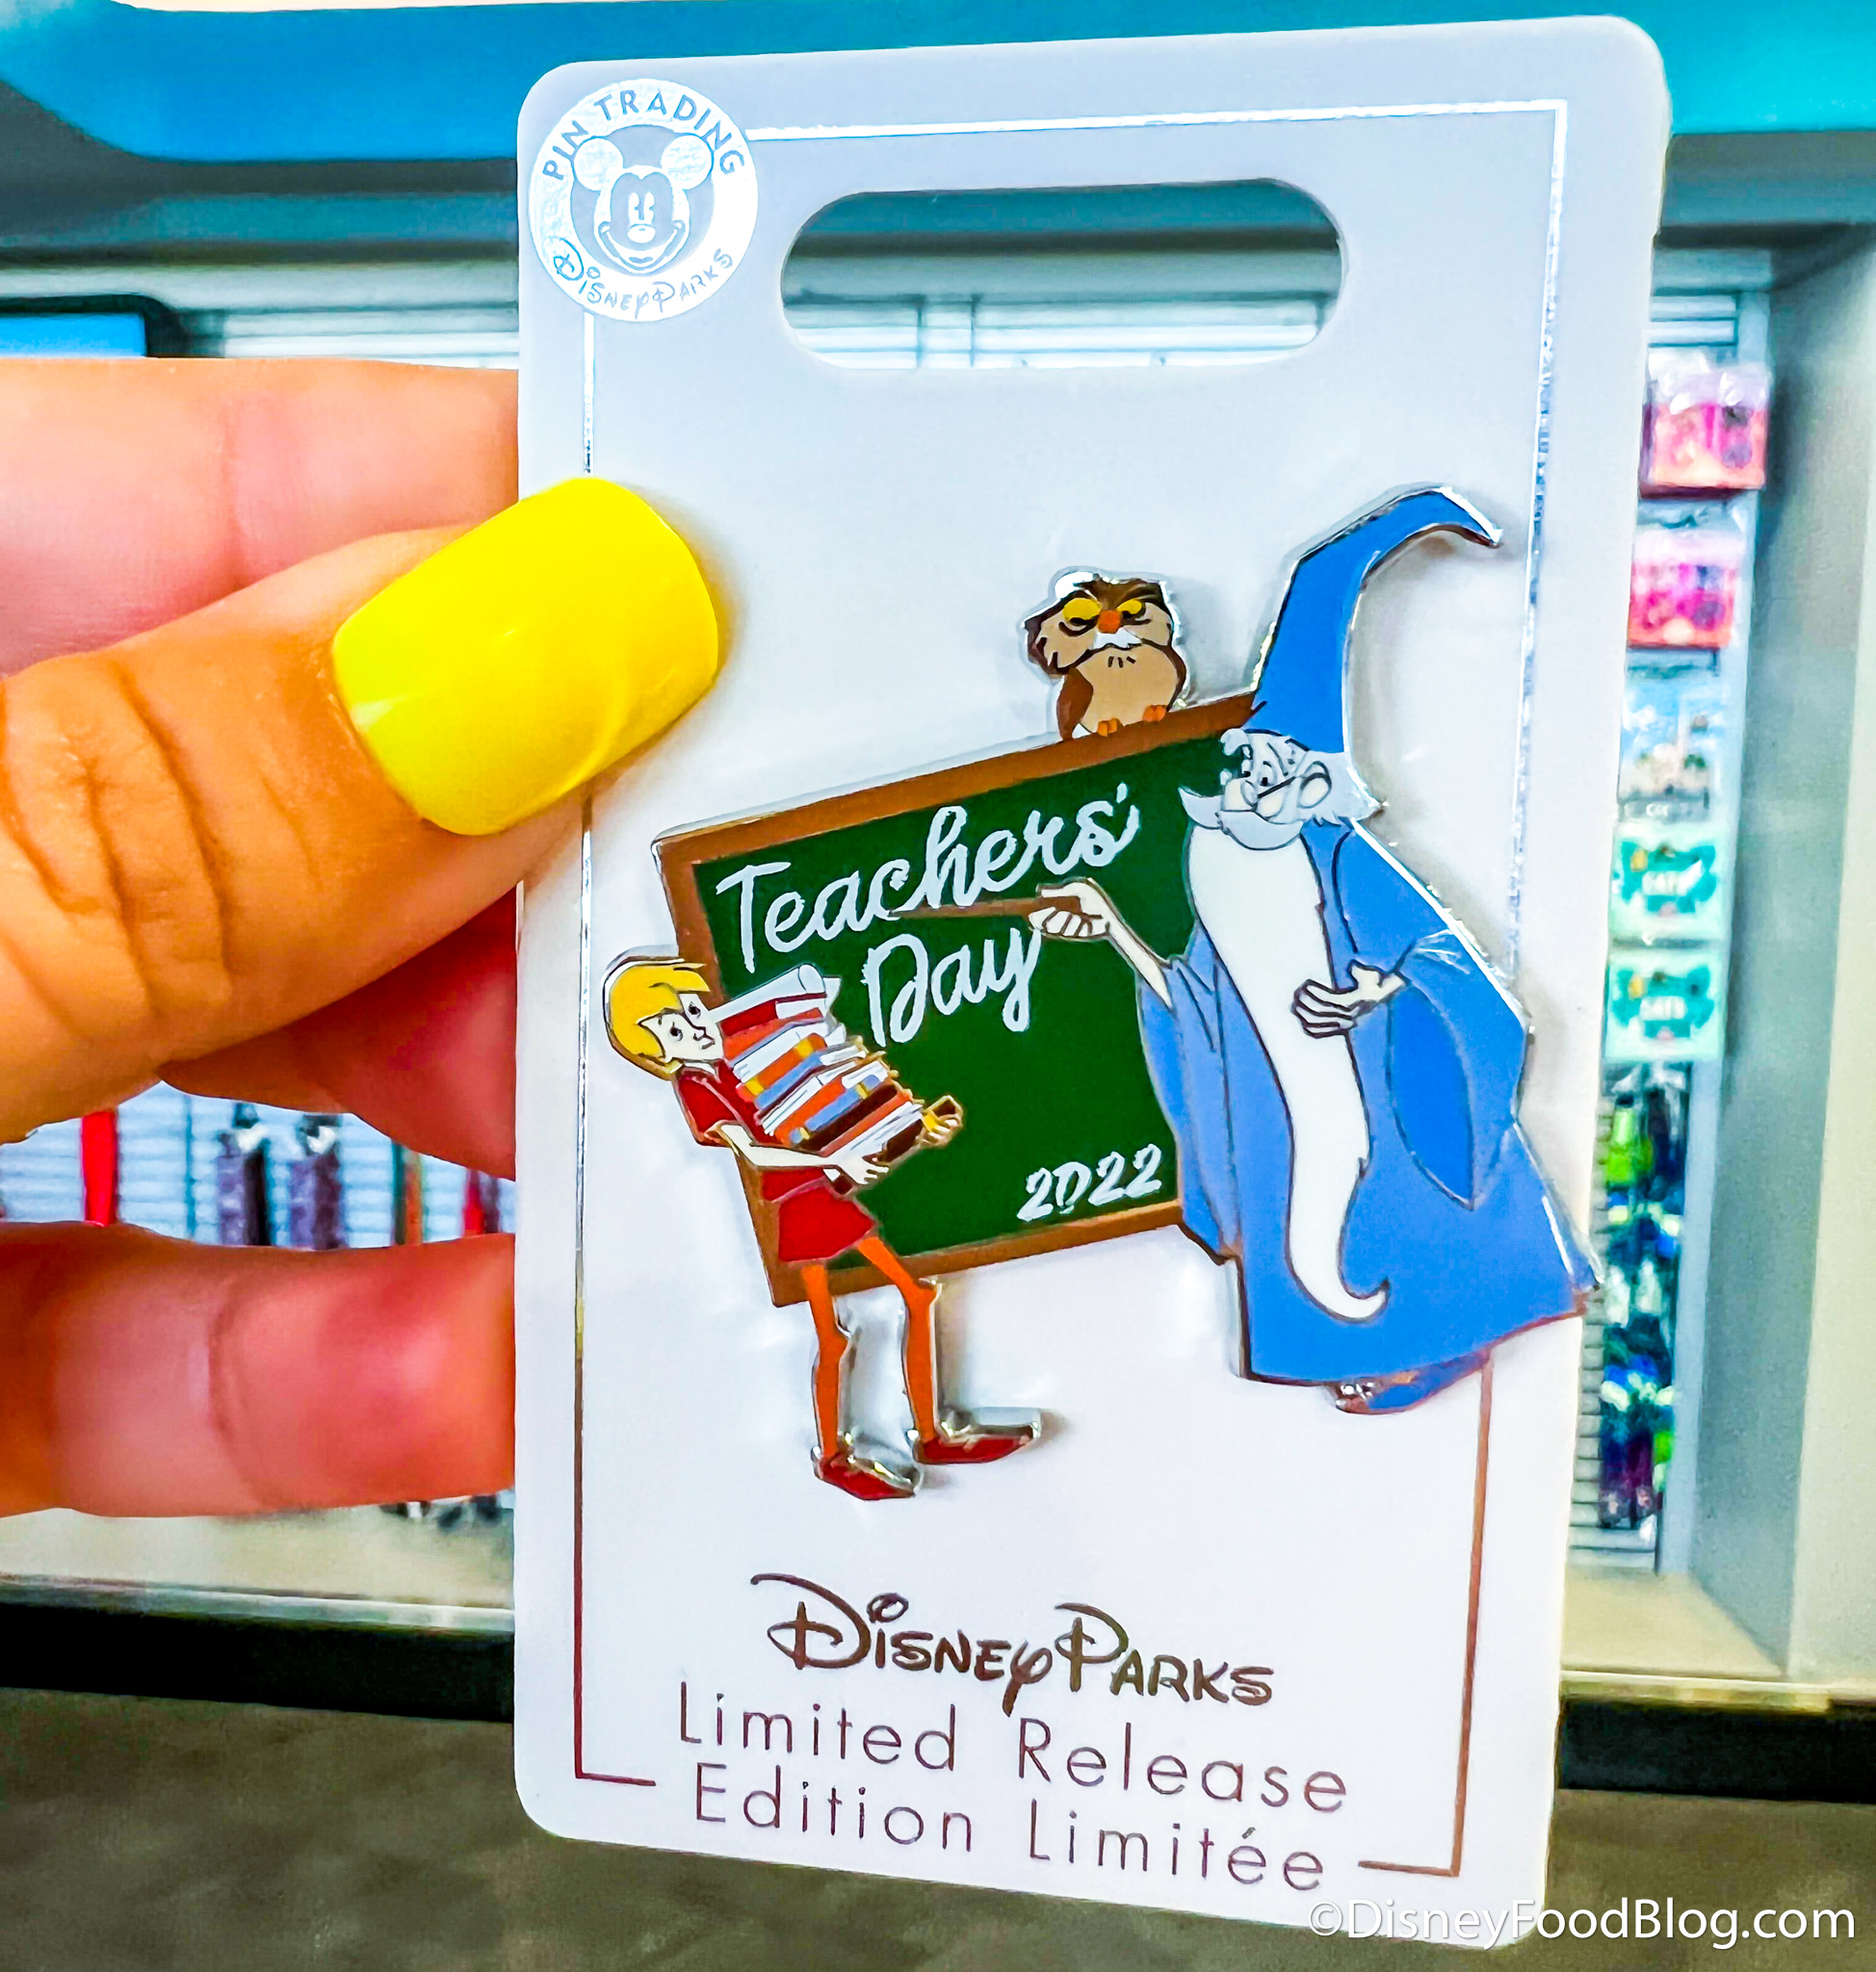 PIN TRADING
Disney Parks
Teachers'
Day
2022
Disney Parks
Limited Release
Edition Limitée
©DisneyFoodBlog.com